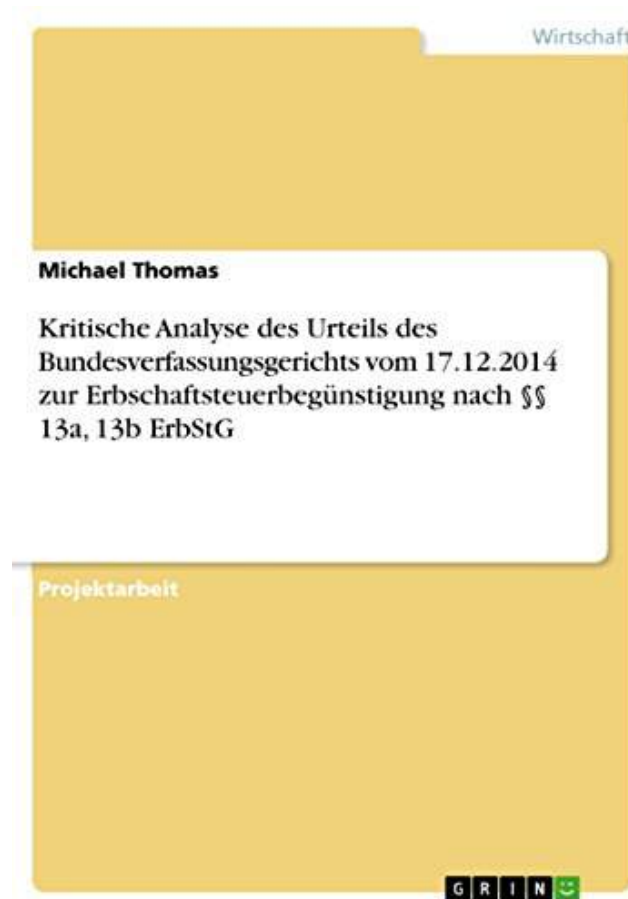 Wirtschaft
Michael Thomas
Kritische Analyse des Urteils des
Bundesverfassungsgerichts vom 17.12.2014
zur Erbschaftsteuerbegünstigung nach §§
13a, 13b ErbStG
Projektarbeit
GRIN